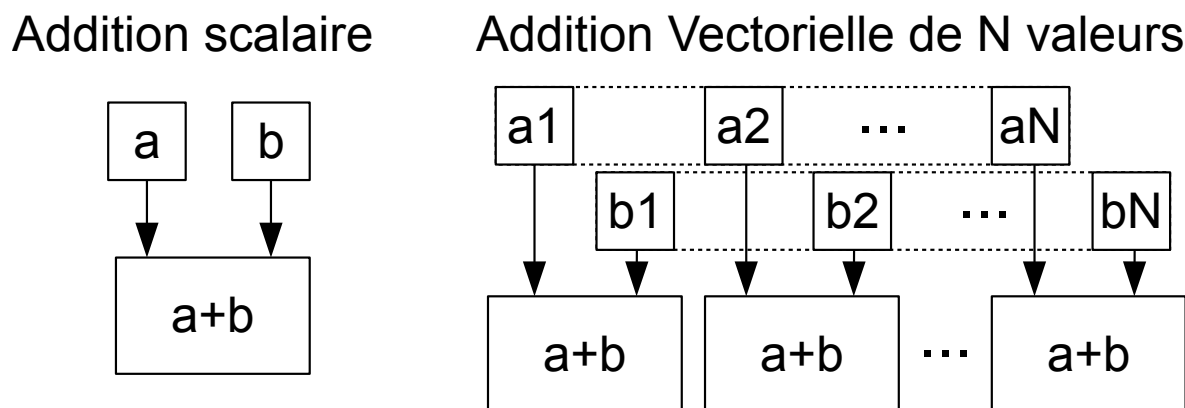 Addition scalaire
a b
a+b
Addition Vectorielle de N valeurs
a1 a2 ... aN
b1 b2 ... bN
a+b a+b ... a+b